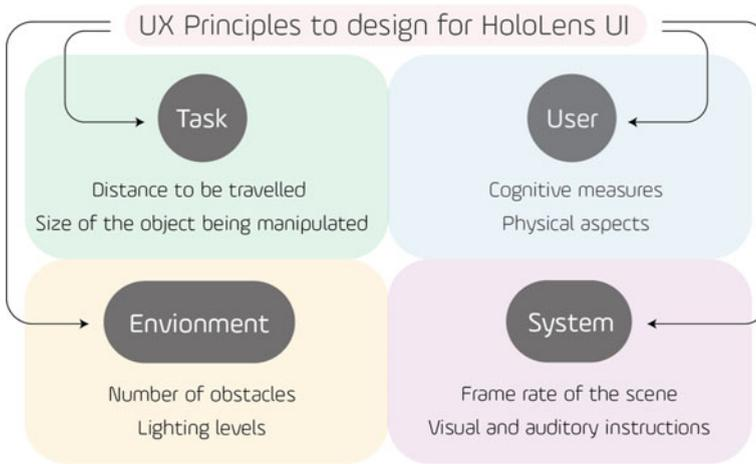 UX Principles to design for HoloLens UI
Task
Distance to be travelled
Size of the object being manipulated
User
Cognitive measures
Physical aspects
Envionment
Number of obstacles
Lighting levels
System
Frame rate of the scene
Visual and auditory instructions